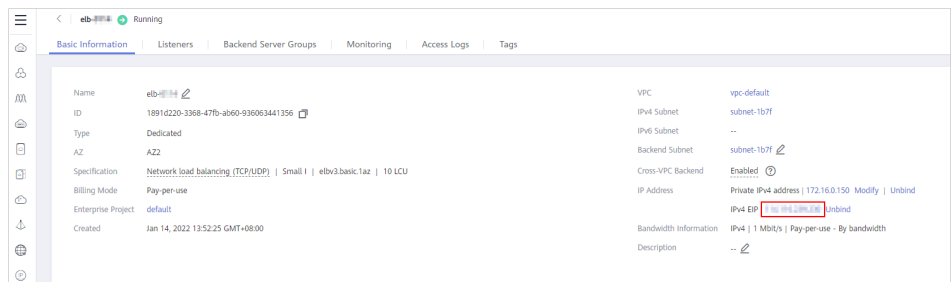 elb- Running
Basic Information Listeners Backend Server Groups Monitoring Access Logs Tags
Name elb-
ID 1891d220-3368-47fb-ab60-936063441356
Type Dedicated
AZ AZ2
Specification Network load balancing (TCP/UDP) | Small I | elbv3.basic.1az | 10 LCU
Billing Mode Pay-per-use
Enterprise Project default
Created Jan 14, 2022 13:52:25 GMT+08:00
VPC vpc-default
IPv4 Subnet subnet-1b7f
IPv6 Subnet --
Backend Subnet subnet-1b7f
Cross-VPC Backend Enabled
IP Address Private IPv4 address | 172.16.0.150 Modify | Unbind
IPv4 EIP Unbind
Bandwidth Information IPv4 | 1 Mbit/s | Pay-per-use - By bandwidth
Description --